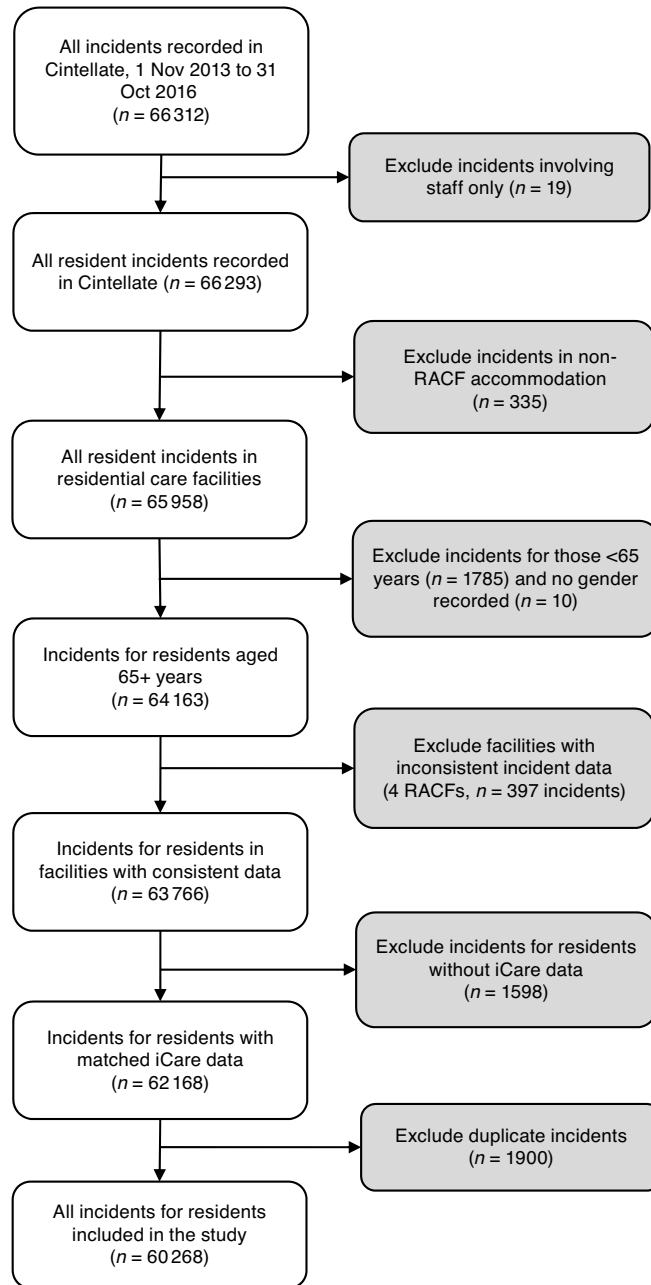 All incidents recorded in
Cintellate, 1 Nov 2013 to 31
Oct 2016
(n = 66 312)
Exclude incidents involving
staff only (n = 19)
All resident incidents recorded
in Cintellate (n = 66 293)
Exclude incidents in non-
RACF accommodation
(n = 335)
All resident incidents in
residential care facilities
(n = 65 958)
Exclude incidents for those <65
years (n = 1785) and no gender
recorded (n = 10)
Incidents for residents aged
65+ years
(n = 64 163)
Exclude facilities with
inconsistent incident data
(4 RACFs, n = 397 incidents)
Incidents for residents in
facilities with consistent data
(n = 63 766)
Exclude incidents for residents
without iCare data
(n = 1598)
Incidents for residents with
matched iCare data
(n = 62 168)
Exclude duplicate incidents
(n = 1900)
All incidents for residents
included in the study
(n = 60 268)